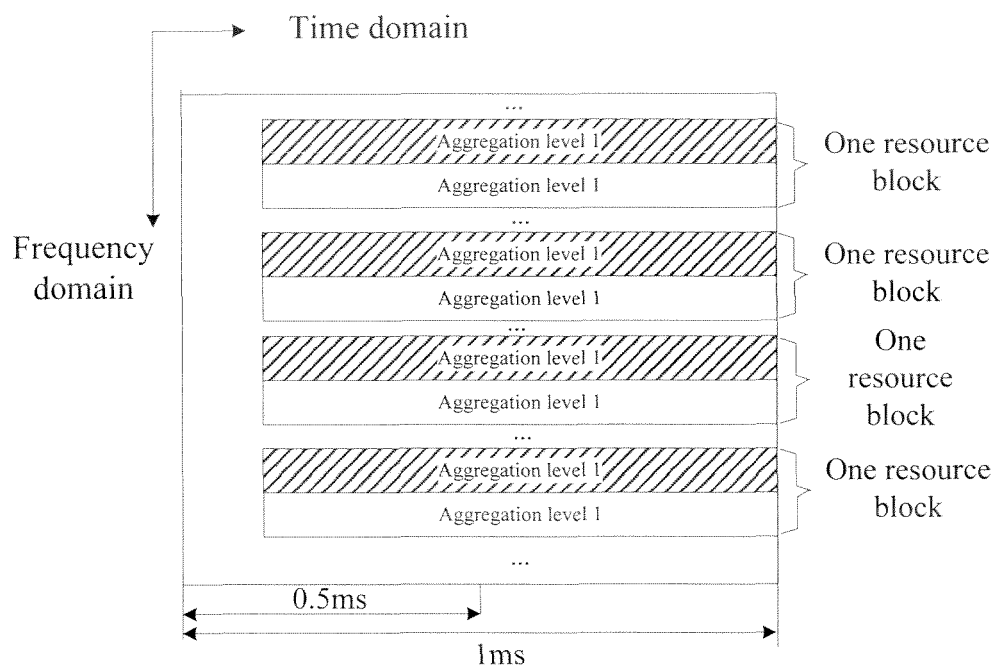 Time domain
...
Aggregation level 1
Aggregation level 1
One resource
block
...
Frequency
domain
Aggregation level 1
Aggregation level 1
One resource
block
...
Aggregation level 1
Aggregation level 1
One
resource
block
...
Aggregation level 1
Aggregation level 1
One resource
block
...
0.5ms
1ms